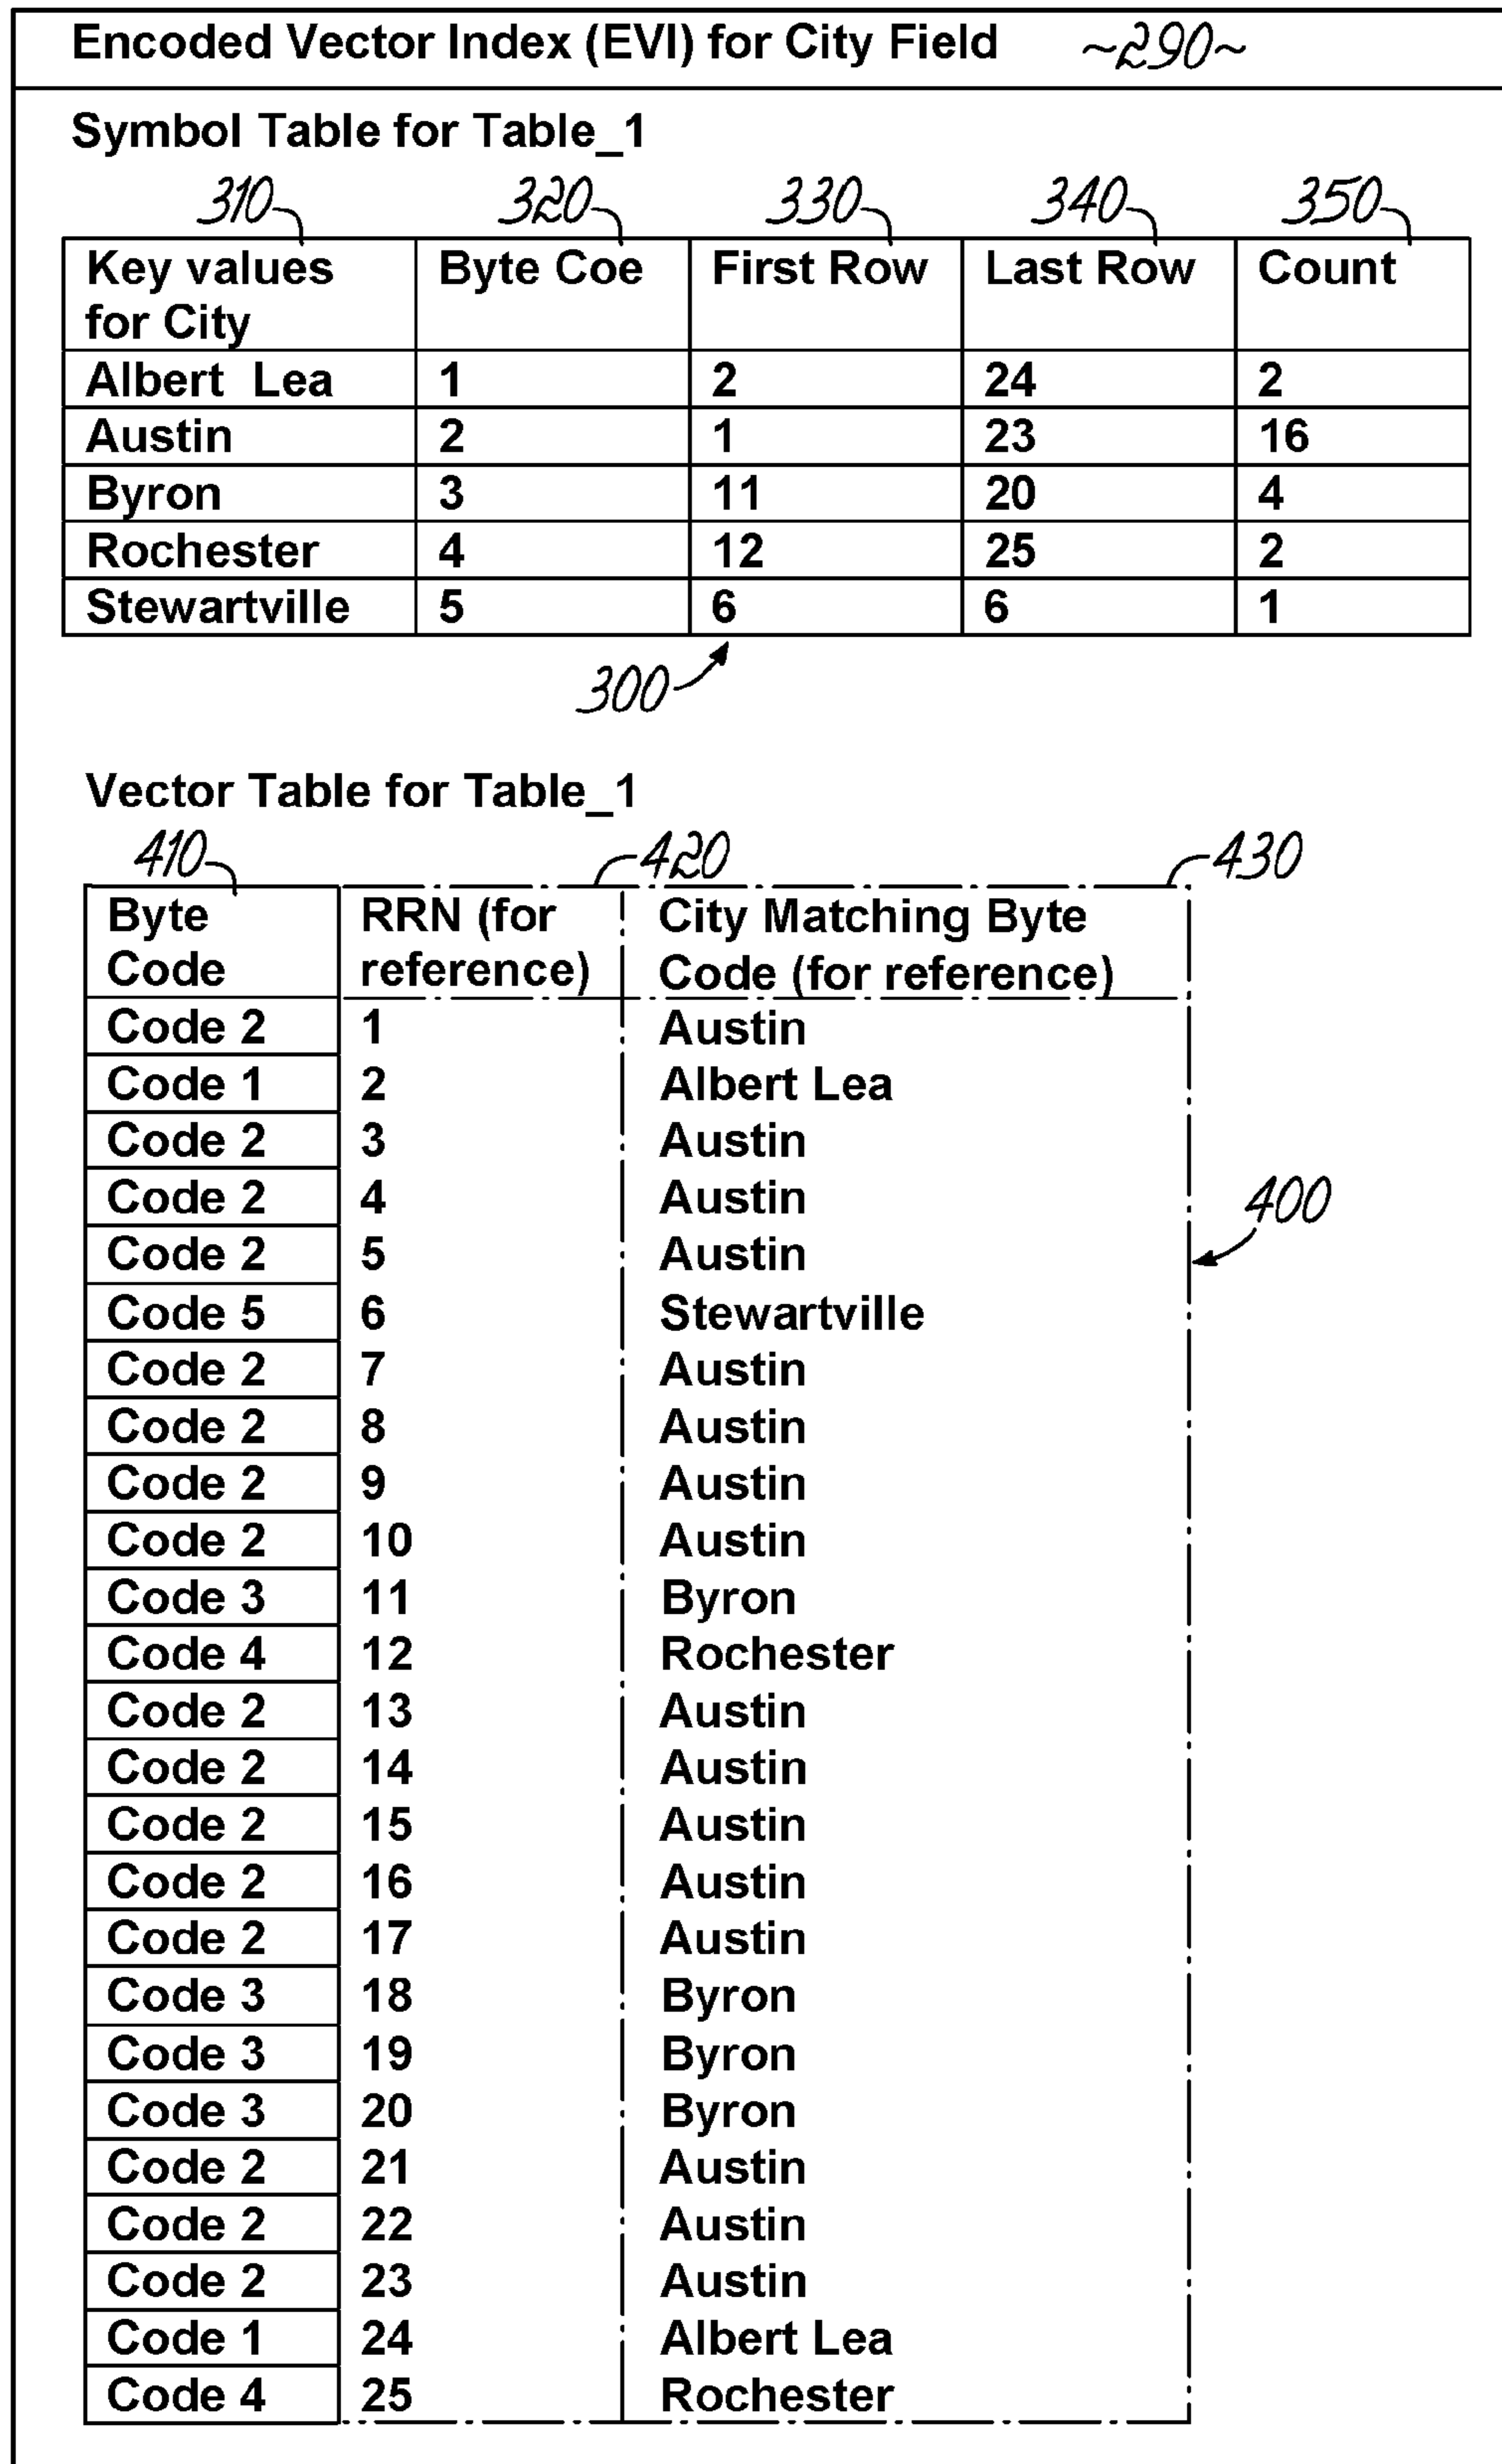 Encoded Vector Index (EVI) for City Field ~290~
Symbol Table for Table_1
310 320 330 340 350
Key values for City Byte Coe First Row Last Row Count
Albert Lea 1 2 24 2
Austin 2 1 23 16
Byron 3 11 20 4
Rochester 4 12 25 2
Stewartville 5 6 6 1
300
Vector Table for Table_1
410 420 430
Byte RRN (for City Matching Byte
Code reference) Code (for reference)
Code 2 1 Austin
Code 1 2 Albert Lea
Code 2 3 Austin
Code 2 4 Austin
400
Code 2 5 Austin
Code 5 6 Stewartville
Code 2 7 Austin
Code 2 8 Austin
Code 2 9 Austin
Code 2 10 Austin
Code 3 11 Byron
Code 4 12 Rochester
Code 2 13 Austin
Code 2 14 Austin
Code 2 15 Austin
Code 2 16 Austin
Code 2 17 Austin
Code 3 18 Byron
Code 3 19 Byron
Code 3 20 Byron
Code 2 21 Austin
Code 2 22 Austin
Code 2 23 Austin
Code 1 24 Albert Lea
Code 4 25 Rochester